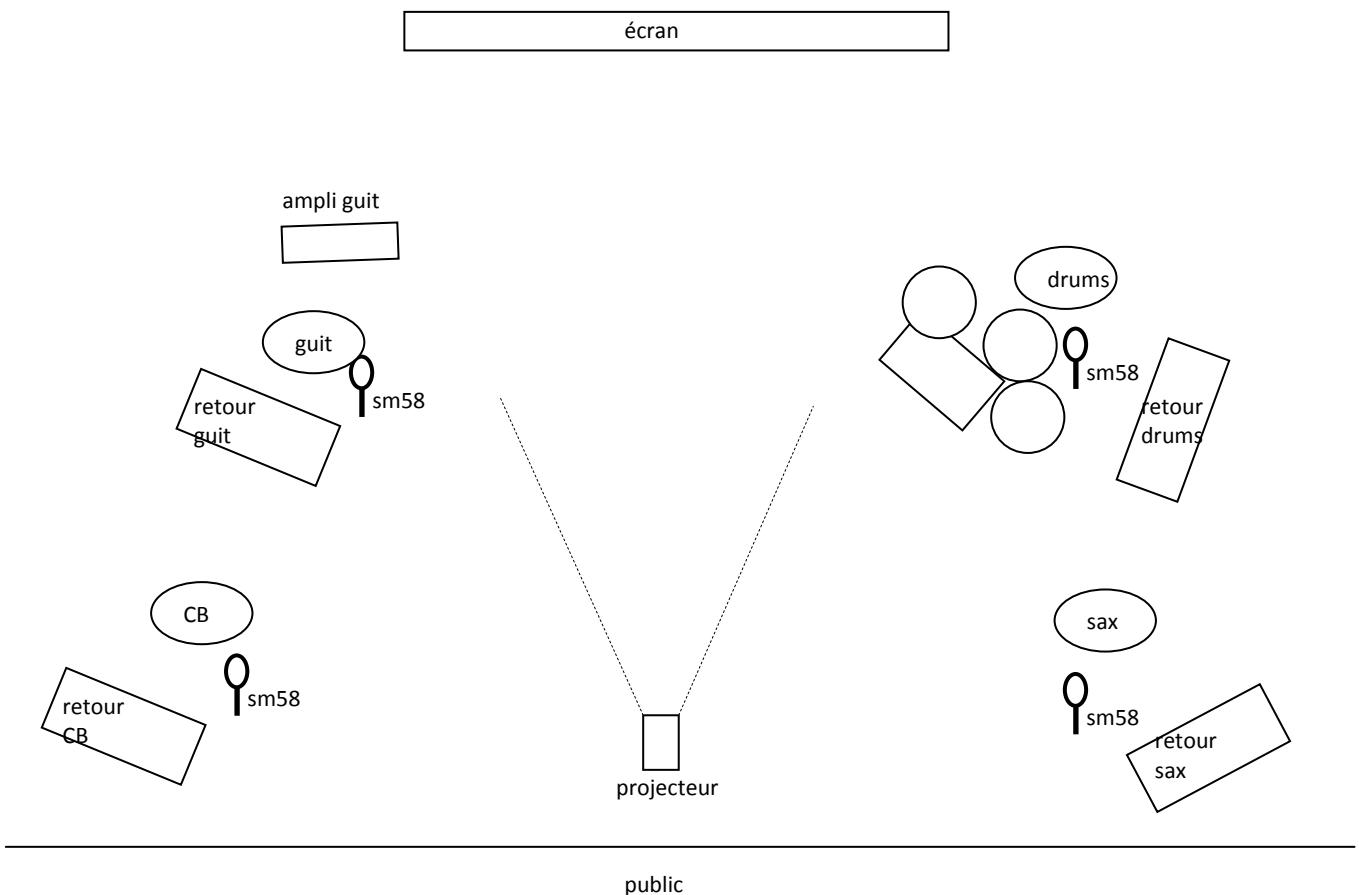 écran
ampli guit
drums
guit
sm58
sm58
retour
guit
retour
drums
CB
sax
sm58
sm58
retour
CB
retour
sax
projecteur
public